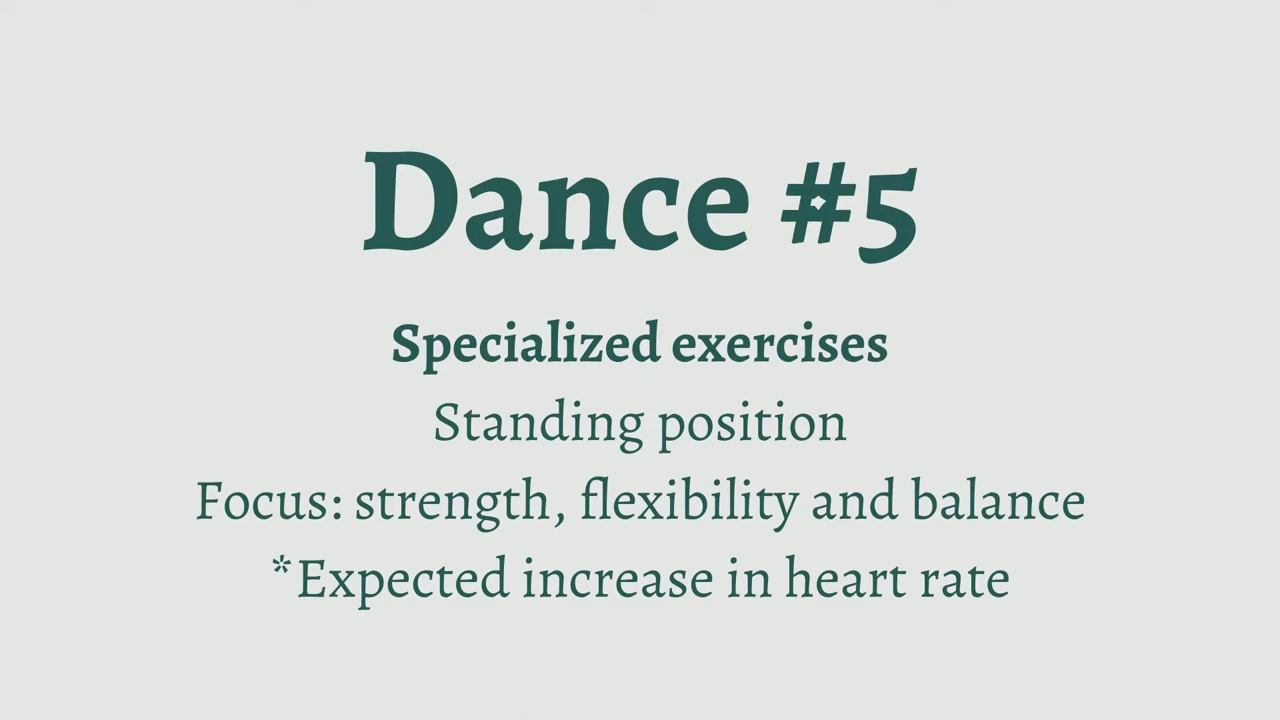 Dance #5
Specialized exercises
Standing position
Focus: strength, flexibility and balance
*Expected increase in heart rate